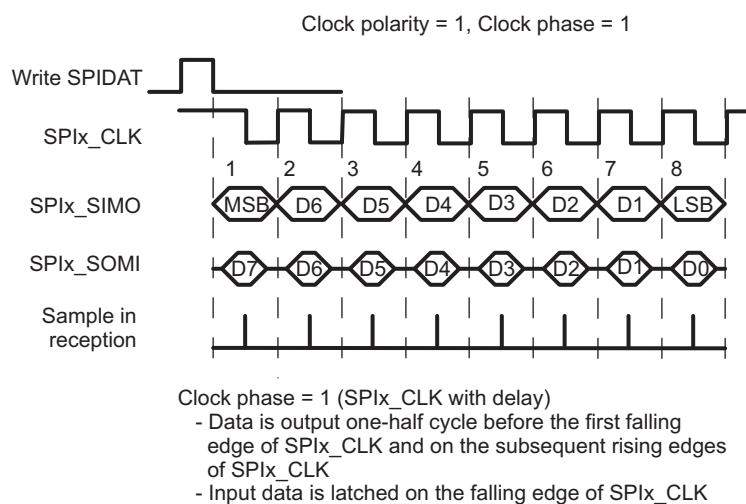 Clock polarity = 1, Clock phase = 1
Write SPIDAT
SPIx_CLK
1 2 3 4 5 6 7 8
SPIx_SIMO
MSB D6 D5 D4 D3 D2 D1 LSB
SPIx_SOMI
D7 D6 D5 D4 D3 D2 D1 D0
Sample in
reception
Clock phase = 1 (SPIx_CLK with delay)
- Data is output one-half cycle before the first falling
edge of SPIx_CLK and on the subsequent rising edges
of SPIx_CLK
- Input data is latched on the falling edge of SPIx_CLK